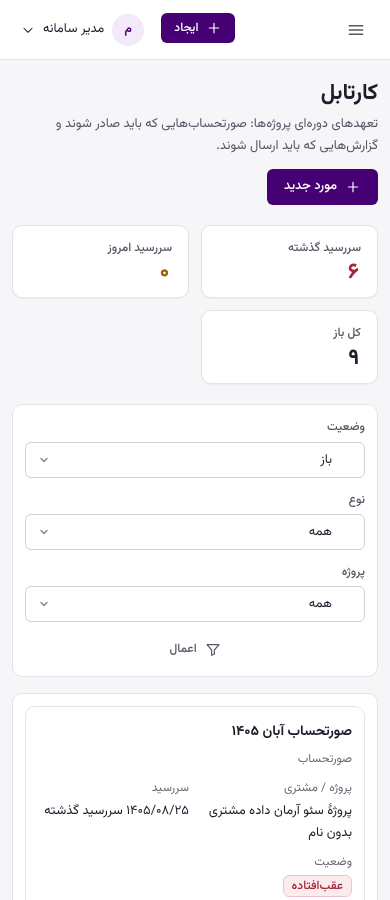 ایجاد
م
مدیر سامانه
کارتابل
تعهدهای دوره‌ای پروژه‌ها: صورتحساب‌هایی که باید صادر شوند و
گزارش‌هایی که باید ارسال شوند.
مورد جدید
سررسید گذشته
۶
سررسید امروز
۰
کل باز
۹
وضعیت
باز
نوع
همه
پروژه
همه
اعمال
صورتحساب آبان ۱۴۰۵
صورتحساب
پروژه / مشتری
پروژهٔ سئو آرمان داده مشتری
بدون نام
سررسید
۱۴۰۵/۰۸/۲۵ سررسید گذشته
وضعیت
عقب‌افتاده